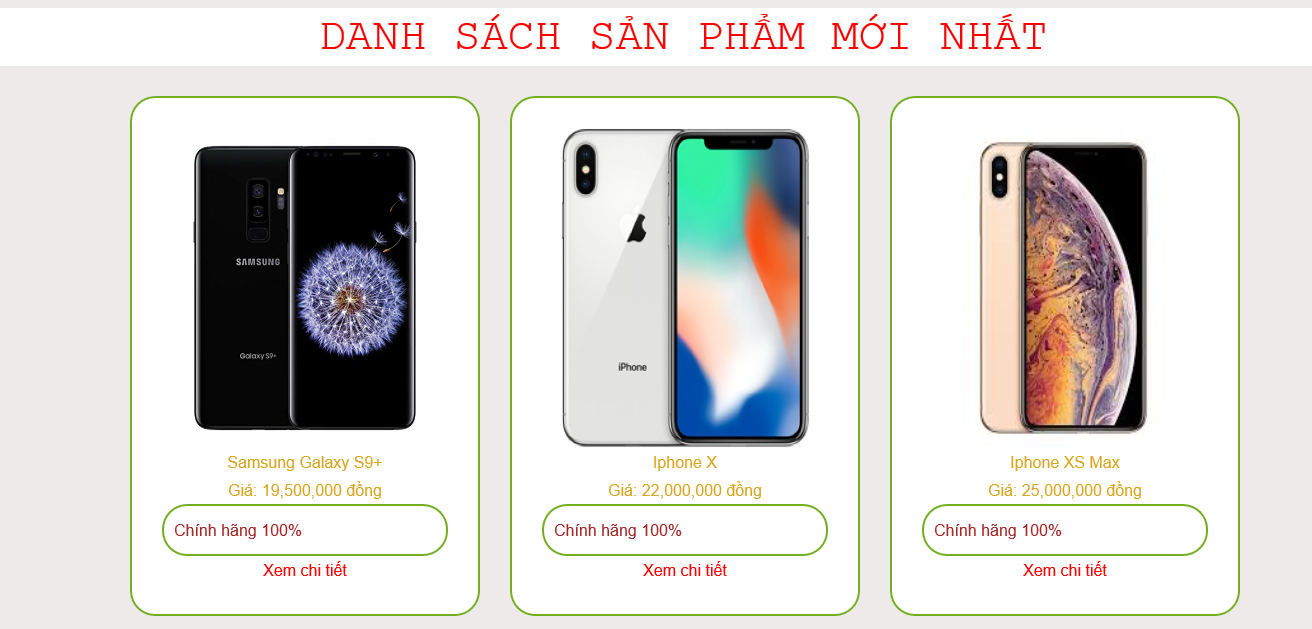 DANH SÁCH SẢN PHẨM MỚI NHẤT
SAMSUNG
Galaxy S9+
Samsung Galaxy S9+
Giá: 19,500,000 đồng
Chính hãng 100%
Xem chi tiết
iPhone
Iphone X
Giá: 22,000,000 đồng
Chính hãng 100%
Xem chi tiết
Iphone XS Max
Giá: 25,000,000 đồng
Chính hãng 100%
Xem chi tiết